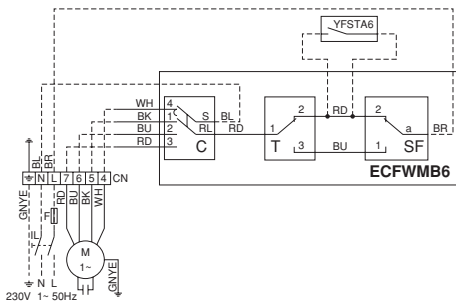 YFSTA6
WH 4
BK 1 S BL
BU 2 RL RD
RD 3 C
1 2 RD 2 a BR
T 3 BU 1 SF
ECFWMB6
BL BR
N L 7 6 5 4 CN
GNYE RD BU BK WH
F
IL
M
1~
GNYE
N L
230V 1~ 50Hz